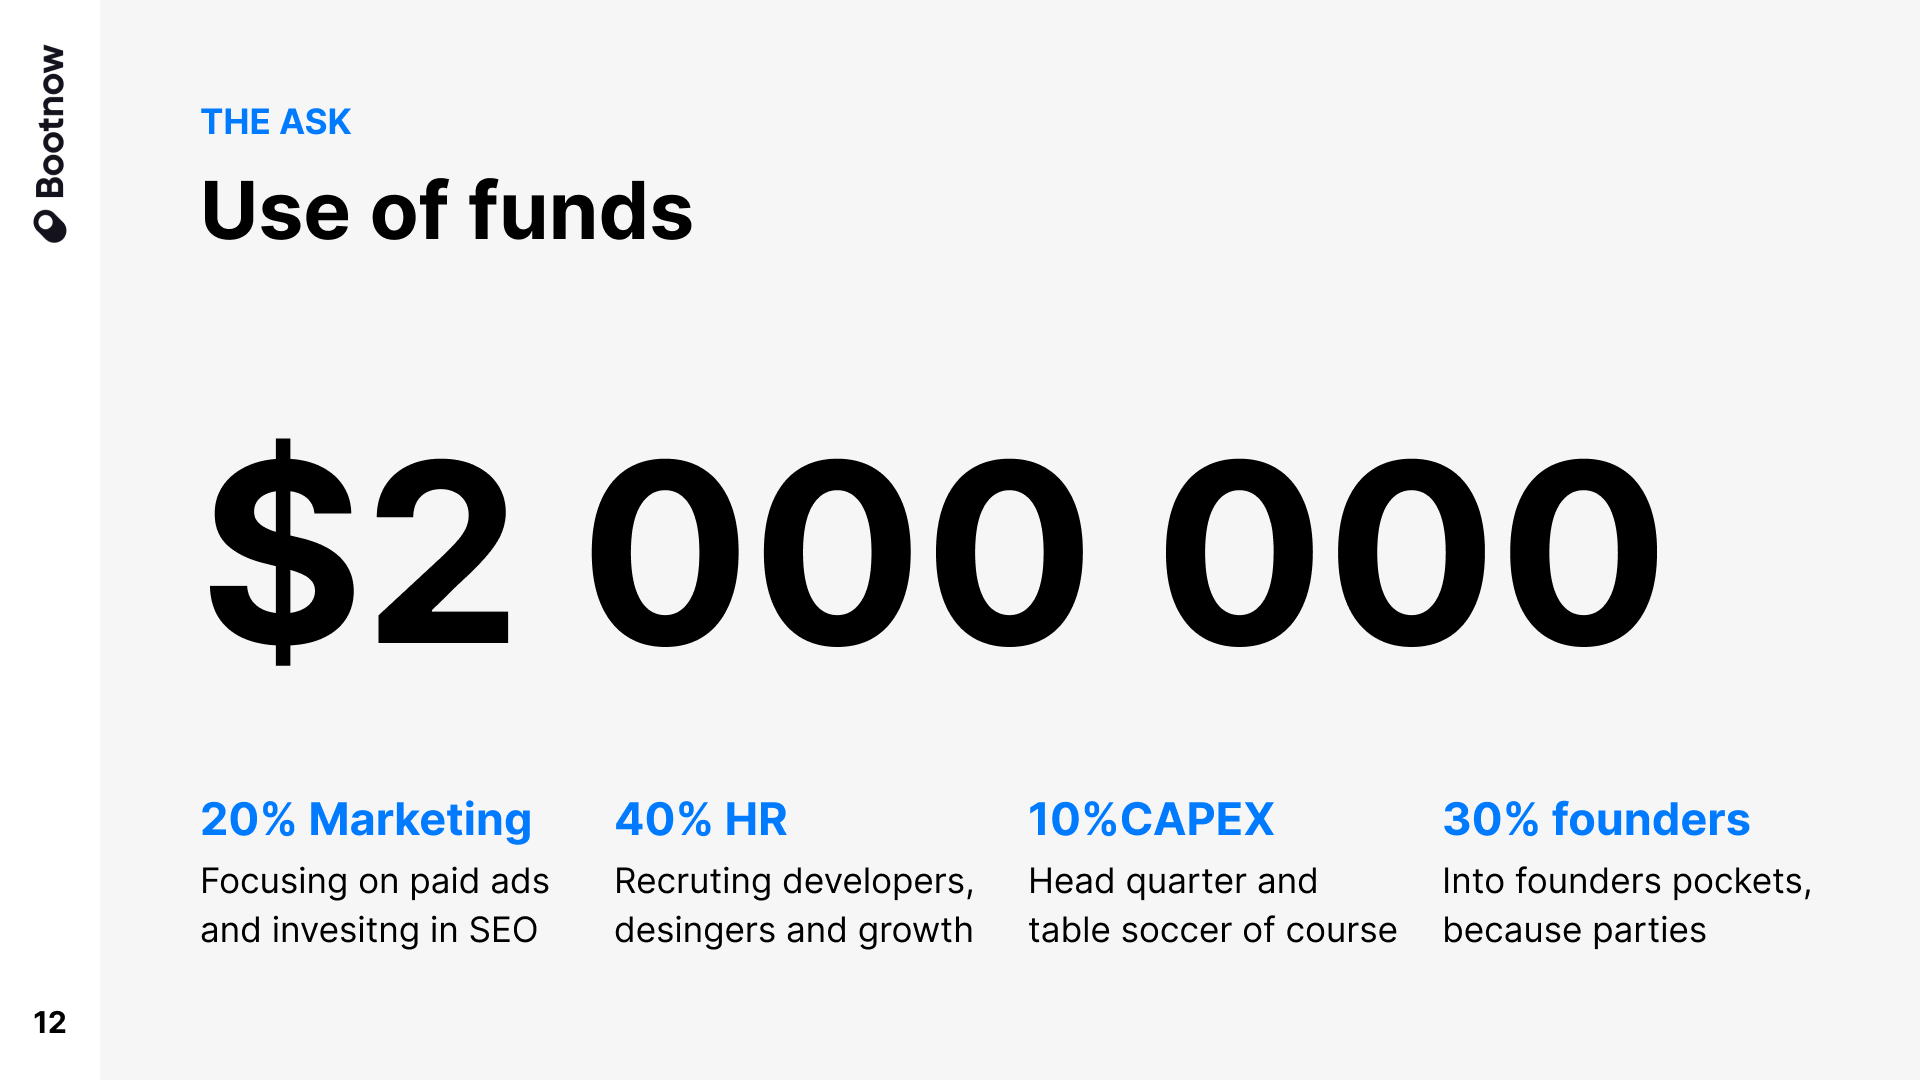 Bootnow
THE ASK
Use of funds
$2 000 000
20% Marketing
Focusing on paid ads
and invesitng in SEO
40% HR
Recruting developers,
desingers and growth
10%CAPEX
Head quarter and
table soccer of course
30% founders
Into founders pockets,
because parties
12